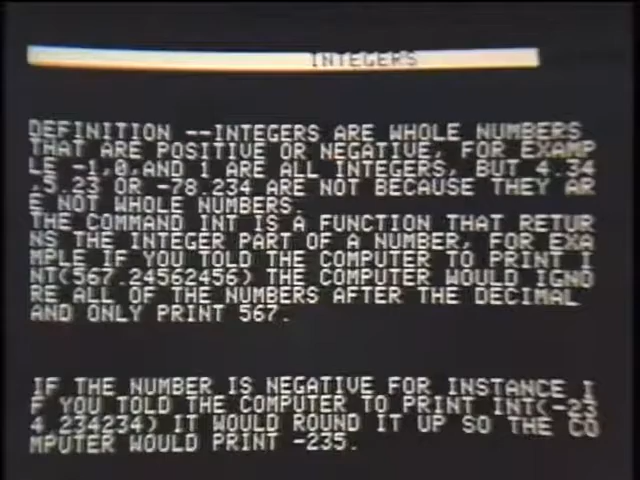 INTEGERS
DEFINITION --INTEGERS ARE WHOLE NUMBERS
THAT ARE POSITIVE OR NEGATIVE, FOR EXAMP
LE -1,0,AND 1 ARE ALL INTEGERS, BUT 4.34
,5.23 OR -78.234 ARE NOT BECAUSE THEY AR
E NOT WHOLE NUMBERS.
THE COMMAND INT IS A FUNCTION THAT RETUR
NS THE INTEGER PART OF A NUMBER, FOR EXA
MPLE IF YOU TOLD THE COMPUTER TO PRINT I
NT(567.24562456) THE COMPUTER WOULD IGNO
RE ALL OF THE NUMBERS AFTER THE DECIMAL
AND ONLY PRINT 567.
IF THE NUMBER IS NEGATIVE FOR INSTANCE I
F YOU TOLD THE COMPUTER TO PRINT INT(-23
4.234234) IT WOULD ROUND IT UP SO THE CO
MPUTER WOULD PRINT -235.